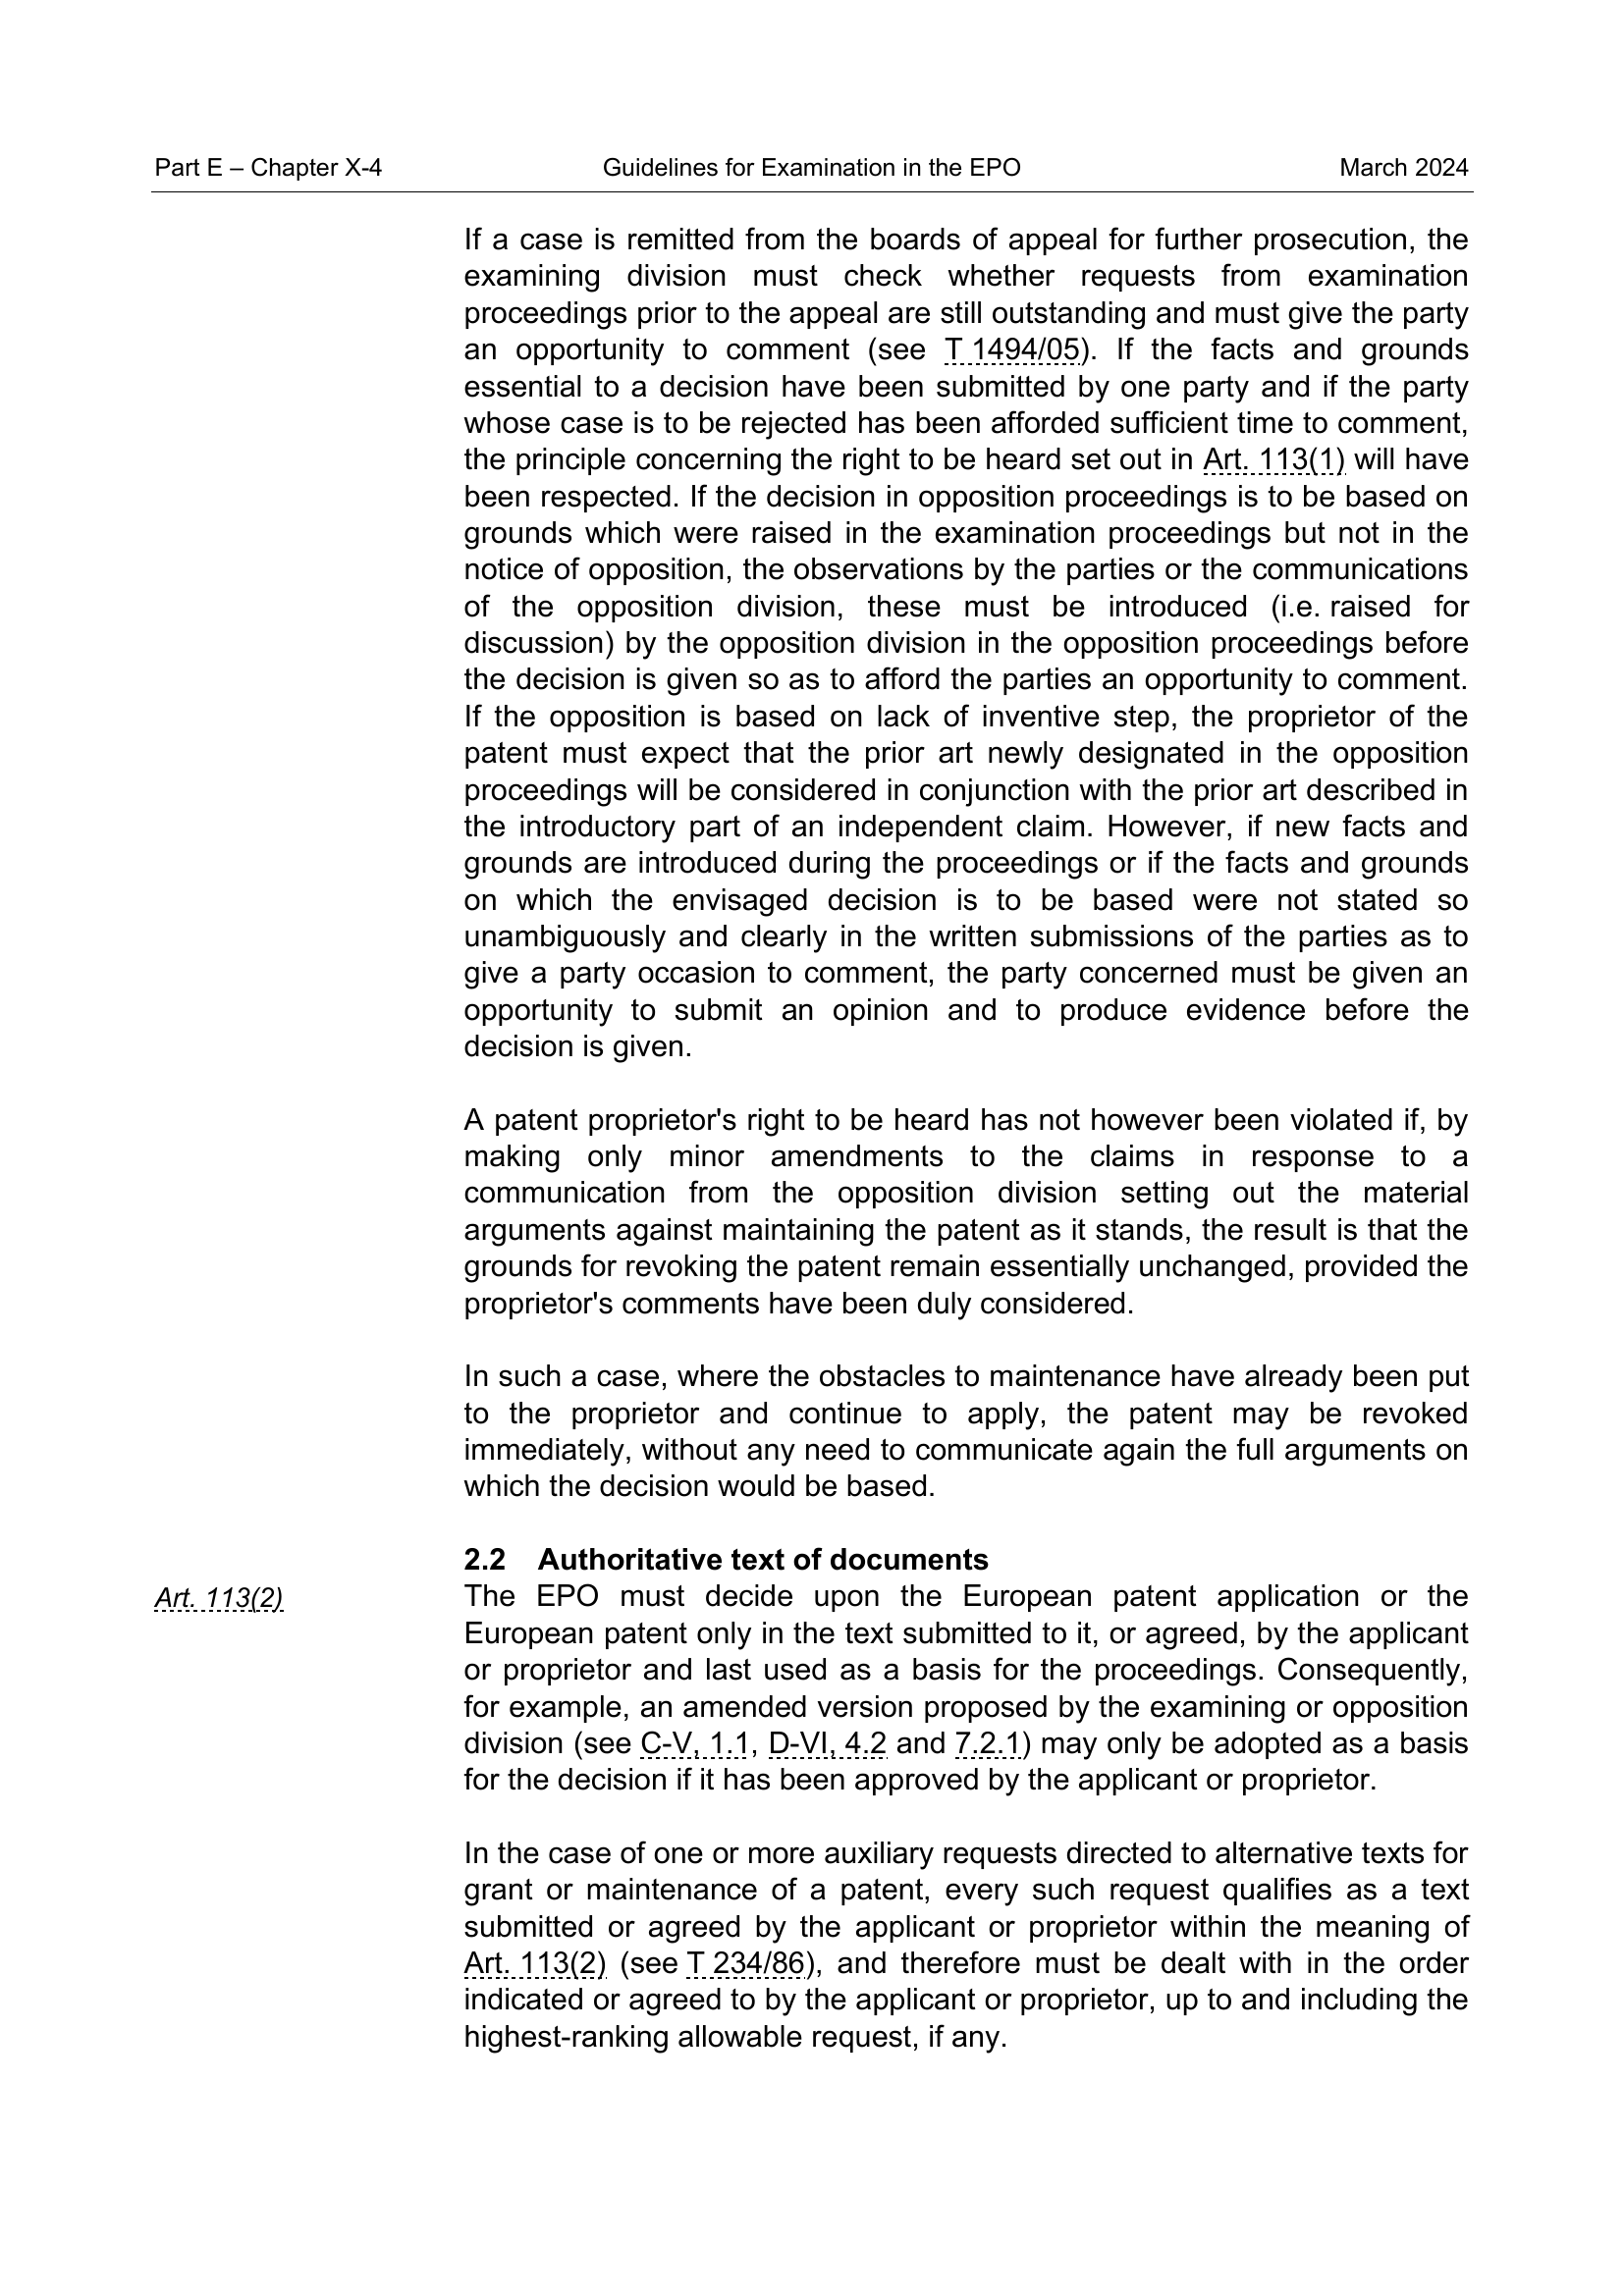 Part E – Chapter X-4 Guidelines for Examination in the EPO March 2024
If a case is remitted from the boards of appeal for further prosecution, the
examining division must check whether requests from examination
proceedings prior to the appeal are still outstanding and must give the party
an opportunity to comment (see T 1494/05). If the facts and grounds
essential to a decision have been submitted by one party and if the party
whose case is to be rejected has been afforded sufficient time to comment,
the principle concerning the right to be heard set out in Art. 113(1) will have
been respected. If the decision in opposition proceedings is to be based on
grounds which were raised in the examination proceedings but not in the
notice of opposition, the observations by the parties or the communications
of the opposition division, these must be introduced (i.e. raised for
discussion) by the opposition division in the opposition proceedings before
the decision is given so as to afford the parties an opportunity to comment.
If the opposition is based on lack of inventive step, the proprietor of the
patent must expect that the prior art newly designated in the opposition
proceedings will be considered in conjunction with the prior art described in
the introductory part of an independent claim. However, if new facts and
grounds are introduced during the proceedings or if the facts and grounds
on which the envisaged decision is to be based were not stated so
unambiguously and clearly in the written submissions of the parties as to
give a party occasion to comment, the party concerned must be given an
opportunity to submit an opinion and to produce evidence before the
decision is given.
A patent proprietor's right to be heard has not however been violated if, by
making only minor amendments to the claims in response to a
communication from the opposition division setting out the material
arguments against maintaining the patent as it stands, the result is that the
grounds for revoking the patent remain essentially unchanged, provided the
proprietor's comments have been duly considered.
In such a case, where the obstacles to maintenance have already been put
to the proprietor and continue to apply, the patent may be revoked
immediately, without any need to communicate again the full arguments on
which the decision would be based.
2.2 Authoritative text of documents
Art. 113(2)
The EPO must decide upon the European patent application or the
European patent only in the text submitted to it, or agreed, by the applicant
or proprietor and last used as a basis for the proceedings. Consequently,
for example, an amended version proposed by the examining or opposition
division (see C-V, 1.1, D-VI, 4.2 and 7.2.1) may only be adopted as a basis
for the decision if it has been approved by the applicant or proprietor.
In the case of one or more auxiliary requests directed to alternative texts for
grant or maintenance of a patent, every such request qualifies as a text
submitted or agreed by the applicant or proprietor within the meaning of
Art. 113(2) (see T 234/86), and therefore must be dealt with in the order
indicated or agreed to by the applicant or proprietor, up to and including the
highest-ranking allowable request, if any.